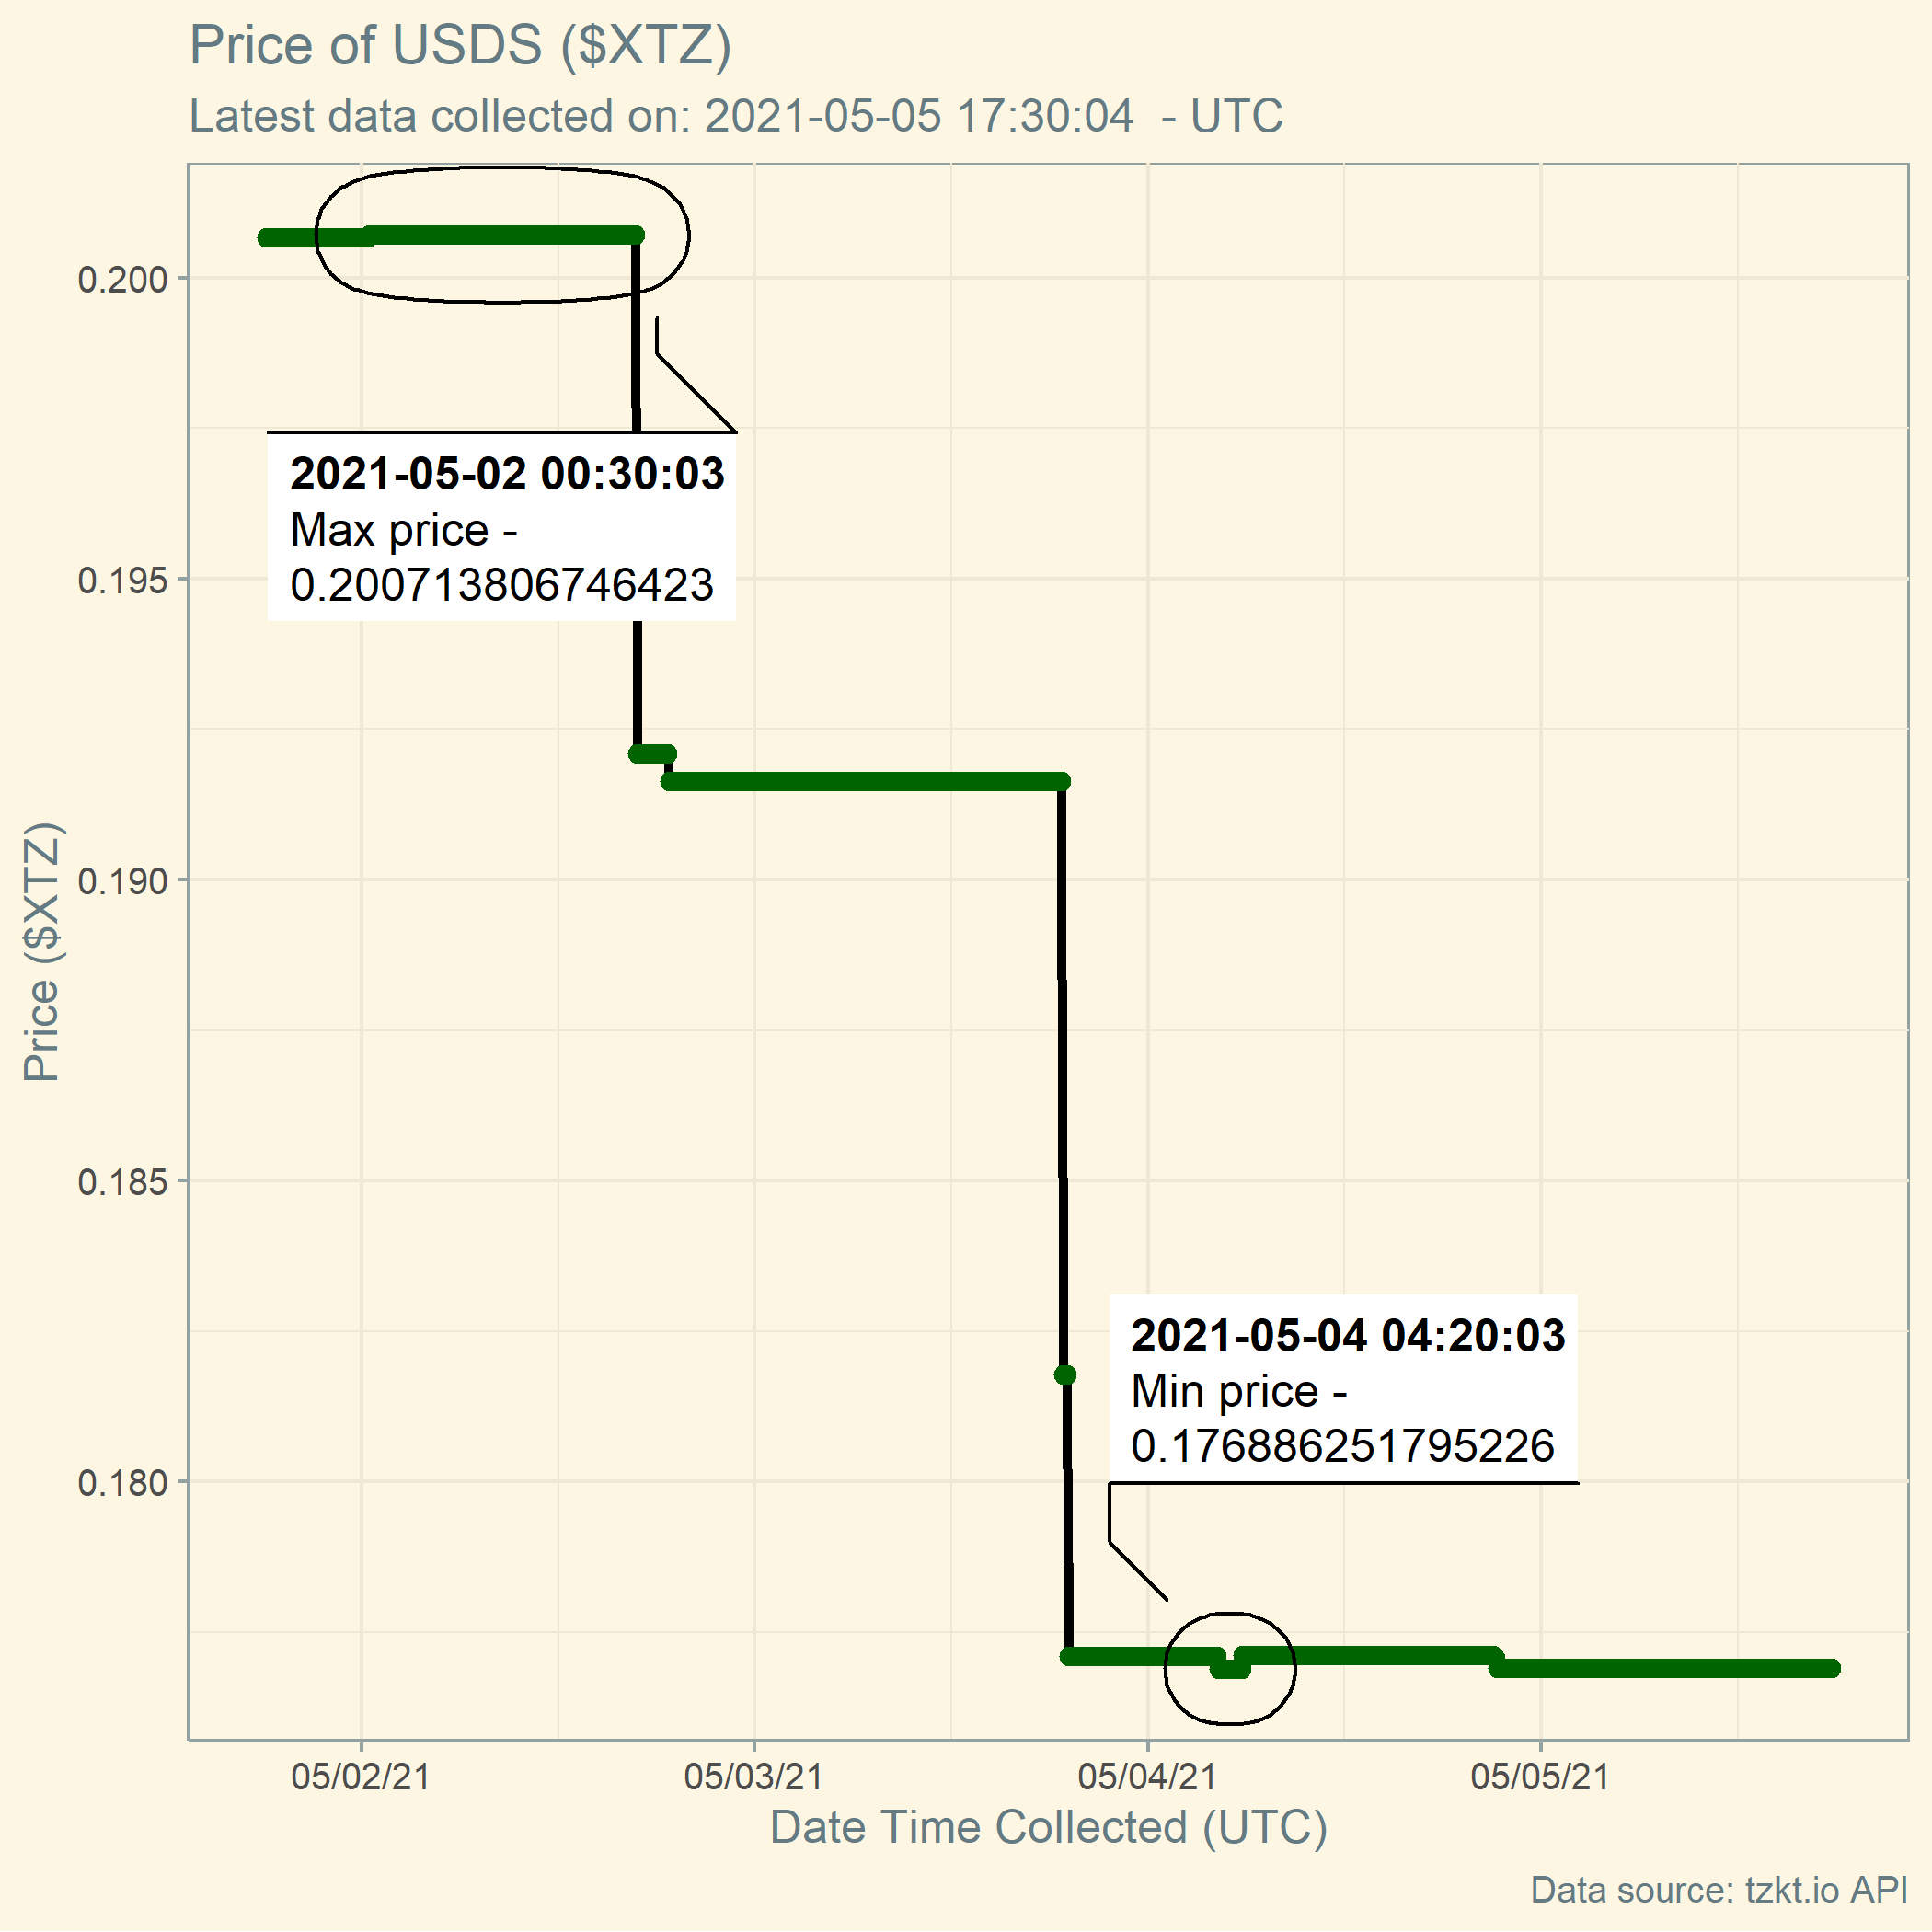 Price of USDS ($XTZ)
Latest data collected on: 2021-05-05 17:30:04  - UTC
0.200
0.195
0.190
0.185
0.180
Price ($XTZ)
2021-05-02 00:30:03
Max price -
0.200713806746423
2021-05-04 04:20:03
Min price -
0.176886251795226
05/02/21
05/03/21
05/04/21
05/05/21
Date Time Collected (UTC)
Data source: tzkt.io API